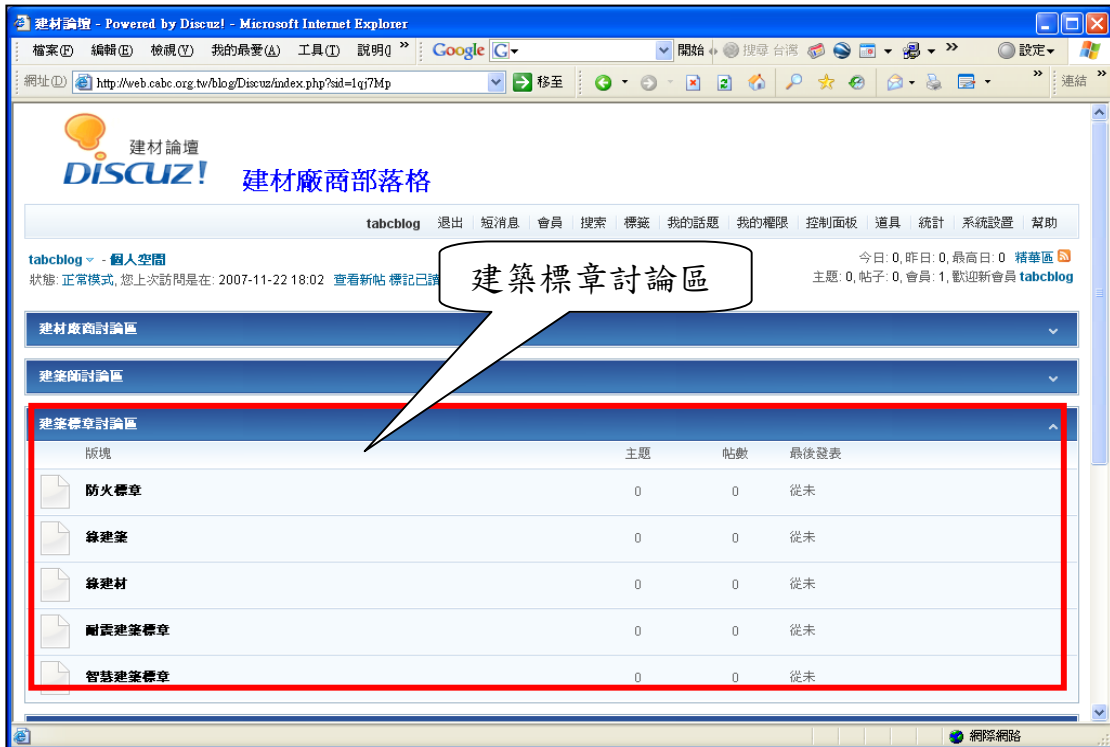 建材論壇 - Powered by Discuz! - Microsoft Internet Explorer
檔案(F) 編輯(E) 檢視(V) 我的最愛(A) 工具(T) 說明( » Google G 開始 搜尋 台灣 » 設定
網址(D) http://web.cabc.org.tw/blog/Discuz/index.php?sid=1qj7Mp 移至 » 連結 »
建材論壇
DISCUZ! 建材廠商部落格
tabcblog 退出 短消息 會員 搜索 標籤 我的話題 我的權限 控制面板 道具 統計 系統設置 幫助
tabcblog - 個人空間 今日: 0, 昨日: 0, 最高日: 0 精華區
狀態: 正常模式, 您上次訪問是在: 2007-11-22 18:02 查看新帖 標記已讀 主題: 0, 帖子: 0, 會員: 1, 歡迎新會員 tabcblog
建築標章討論區
建材廠商討論區
建築師討論區
建築標章討論區
版塊 主題 帖數 最後發表
防火標章 0 0 從未
綠建築 0 0 從未
綠建材 0 0 從未
耐震建築標章 0 0 從未
智慧建築標章 0 0 從未
網際網路